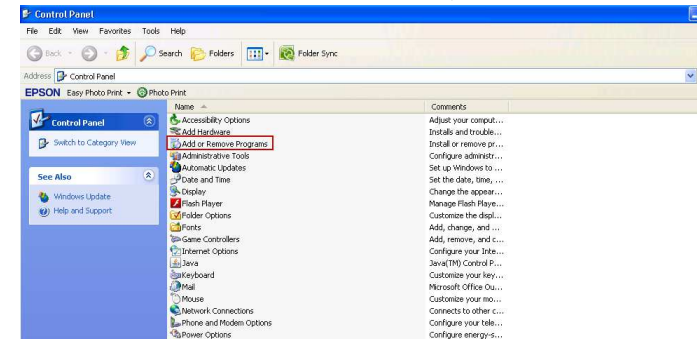 Control Panel
File Edit View Favorites Tools Help
Back Search Folders Folder Sync
Address Control Panel
EPSON Easy Photo Print Photo Print
Name Comments
Control Panel
Switch to Category View
See Also
Windows Update
Help and Support
Accessibility Options Adjust your comput...
Add Hardware Installs and trouble...
Add or Remove Programs Install or remove pr...
Administrative Tools Configure administr...
Automatic Updates Set up Windows to ...
Date and Time Set the date, time, ...
Display Change the appear...
Flash Player Manage Flash Playe...
Folder Options Customize the displ...
Fonts Add, change, and ...
Game Controllers Add, remove, and c...
Internet Options Configure your Inte...
Java Java(TM) Control P...
Keyboard Customize your key...
Mail Microsoft Office Ou...
Mouse Customize your mo...
Network Connections Connects to other c...
Phone and Modem Options Configure your tele...
Power Options Configure energy-s...